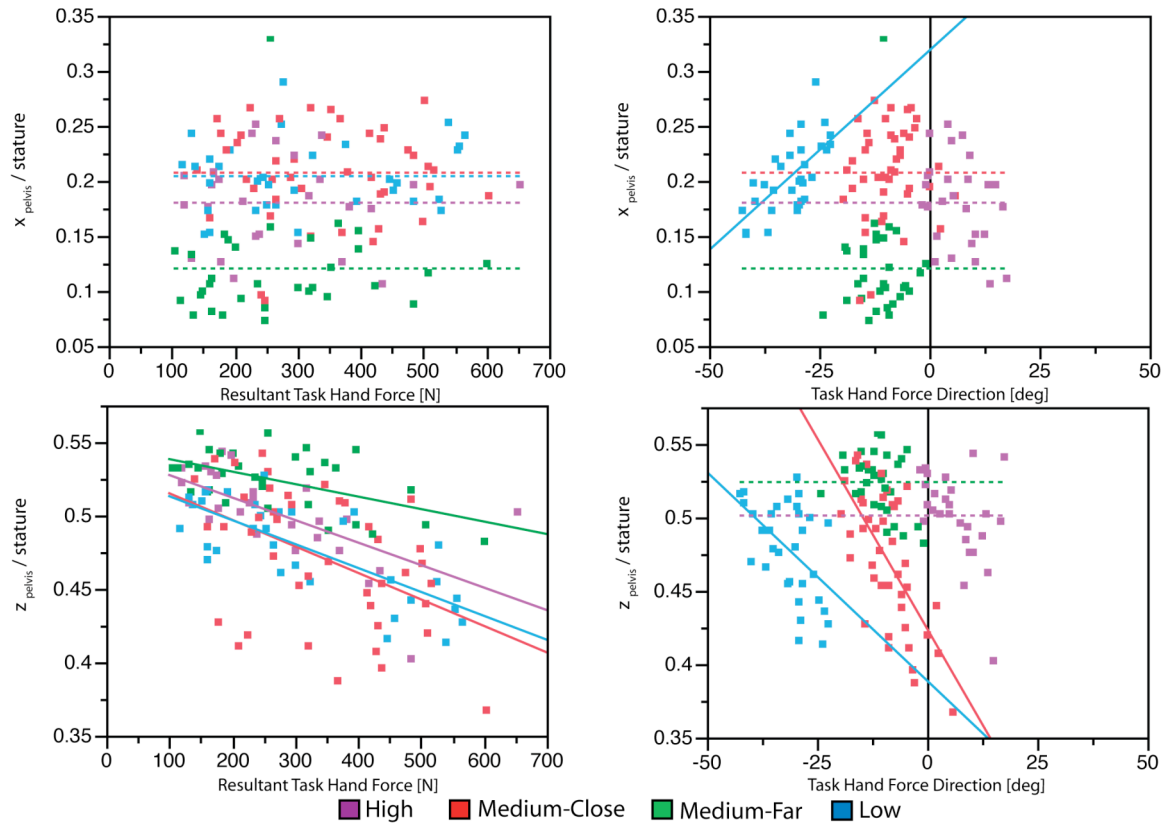 0.35
0.3
0.25
0.2
0.15
0.1
0.05
x pelvis / stature
0 100 200 300 400 500 600 700
Resultant Task Hand Force [N]
0.35
0.3
0.25
0.2
0.15
0.1
0.05
x pelvis / stature
-50 -25 0 25 50
Task Hand Force Direction [deg]
0.55
0.5
0.45
0.4
0.35
z pelvis / stature
0 100 200 300 400 500 600 700
Resultant Task Hand Force [N]
0.55
0.5
0.45
0.4
0.35
z pelvis / stature
-50 -25 0 25 50
Task Hand Force Direction [deg]
High Medium-Close Medium-Far Low